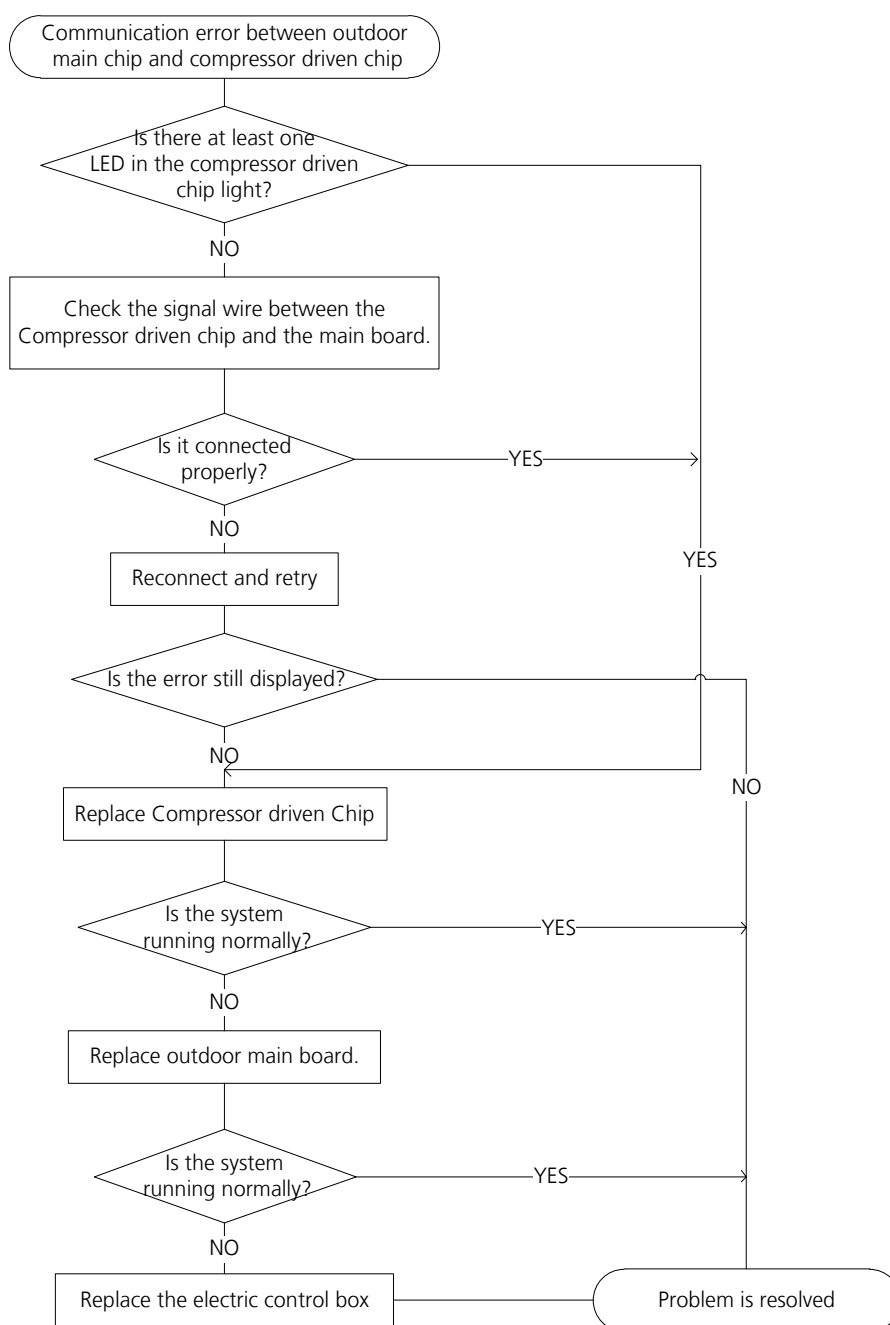 Communication error between outdoor
main chip and compressor driven chip
Is there at least one
LED in the compressor driven
chip light?
NO
Check the signal wire between the
Compressor driven chip and the main board.
Is it connected
properly?
YES
NO
YES
Reconnect and retry
Is the error still displayed?
NO
NO
Replace Compressor driven Chip
Is the system
running normally?
YES
NO
Replace outdoor main board.
Is the system
running normally?
YES
NO
Replace the electric control box
Problem is resolved